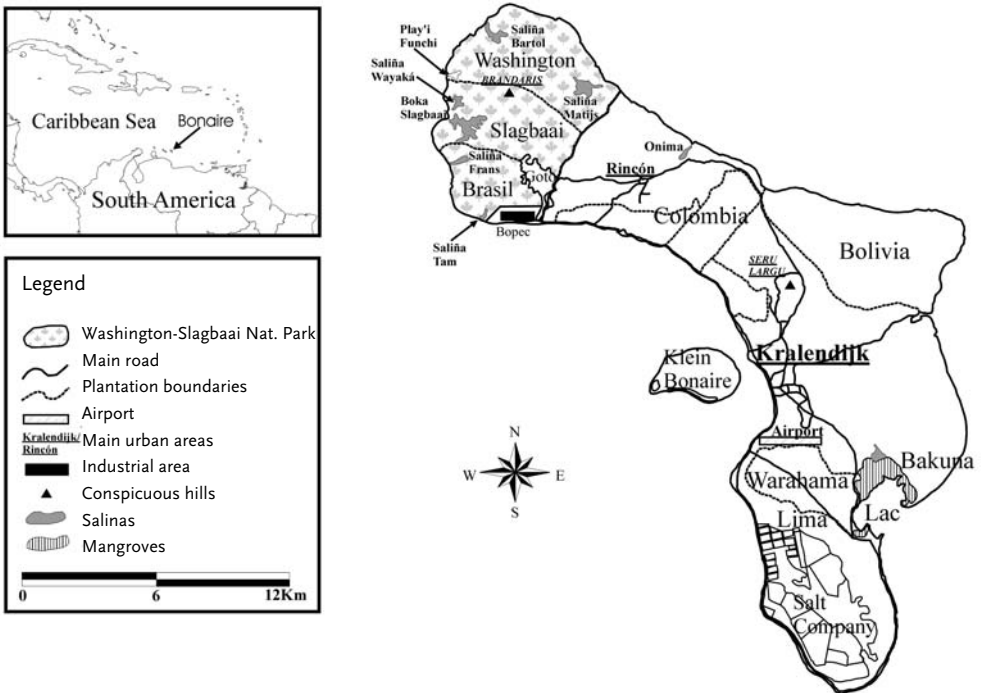 Caribbean Sea
Bonaire
South America
Legend
Washington-Slagbaai Nat. Park
Main road
Plantation boundaries
Airport
Kralendijk/
Rincón
Main urban areas
Industrial area
Conspicuous hills
Salinas
Mangroves
0 6 12Km
Play'i
Funchi
Saliña
Bartol
Saliña
Wayaká
Washington
BRANDARIS
Boka
Slagbaai
Saliña
Matijs
Slagbaai
Onima
Saliña
Frans
Goto
Rincón
Brasil
Colombia
Bopec
Saliña
Tam
Bolivia
SERU
LARGU
Kralendijk
Klein
Bonaire
N
W E
S
Airport
Bakuna
Warahama
Lac
Lima
Salt
Company